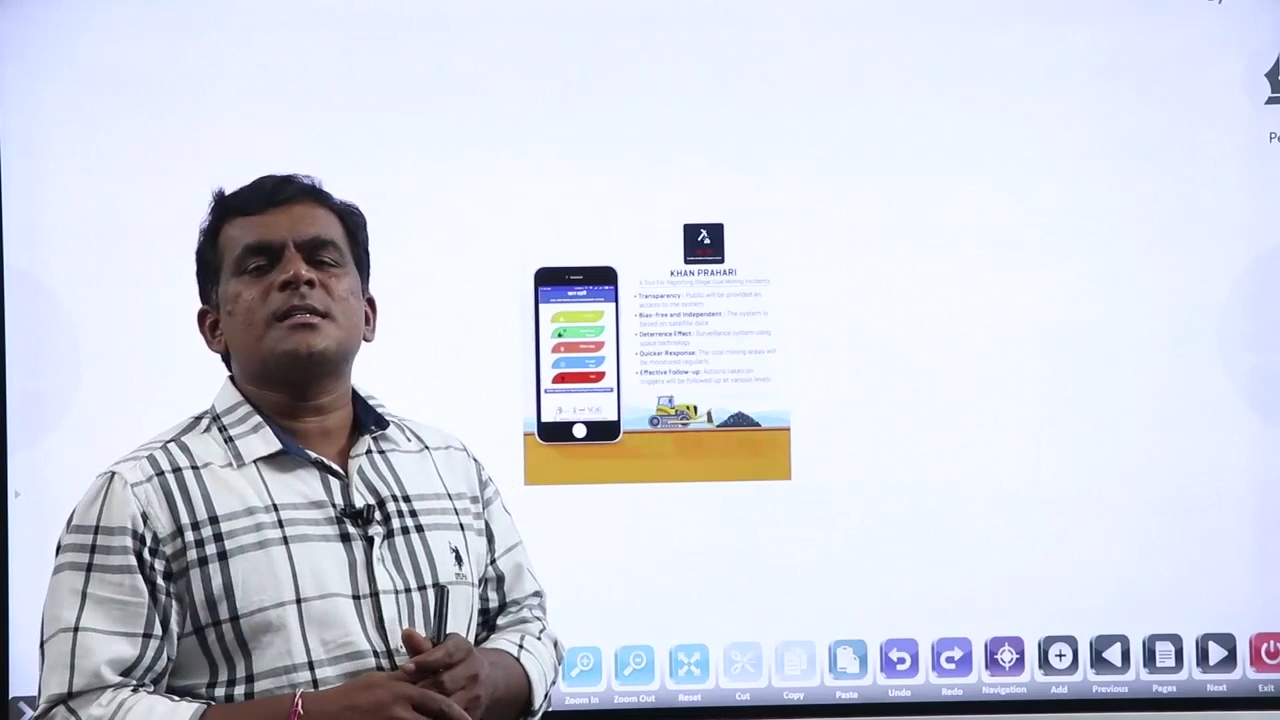 KHAN PRAHARI
A Tool For Reporting Illegal Coal Mining Incidents
• Transparency : Public will be provided an
access to the system
• Bias-free and Independent : The system is
based on satellite data
• Deterrence Effect : Surveillance system using
space technology
• Quicker Response: The coal mining areas will
be monitored regularly
• Effective Follow-up: Actions taken on
triggers will be followed up at various levels
Zoom In
Zoom Out
Reset
Cut
Copy
Paste
Undo
Redo
Navigation
Add
Previous
Pages
Next
Exit